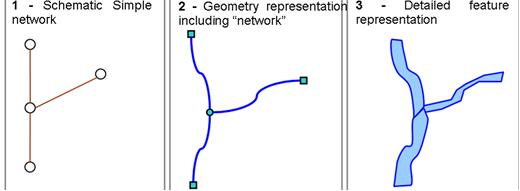 1 - Schematic Simple
network
2 - Geometry representation
including “network”
3 - Detailed feature
representation